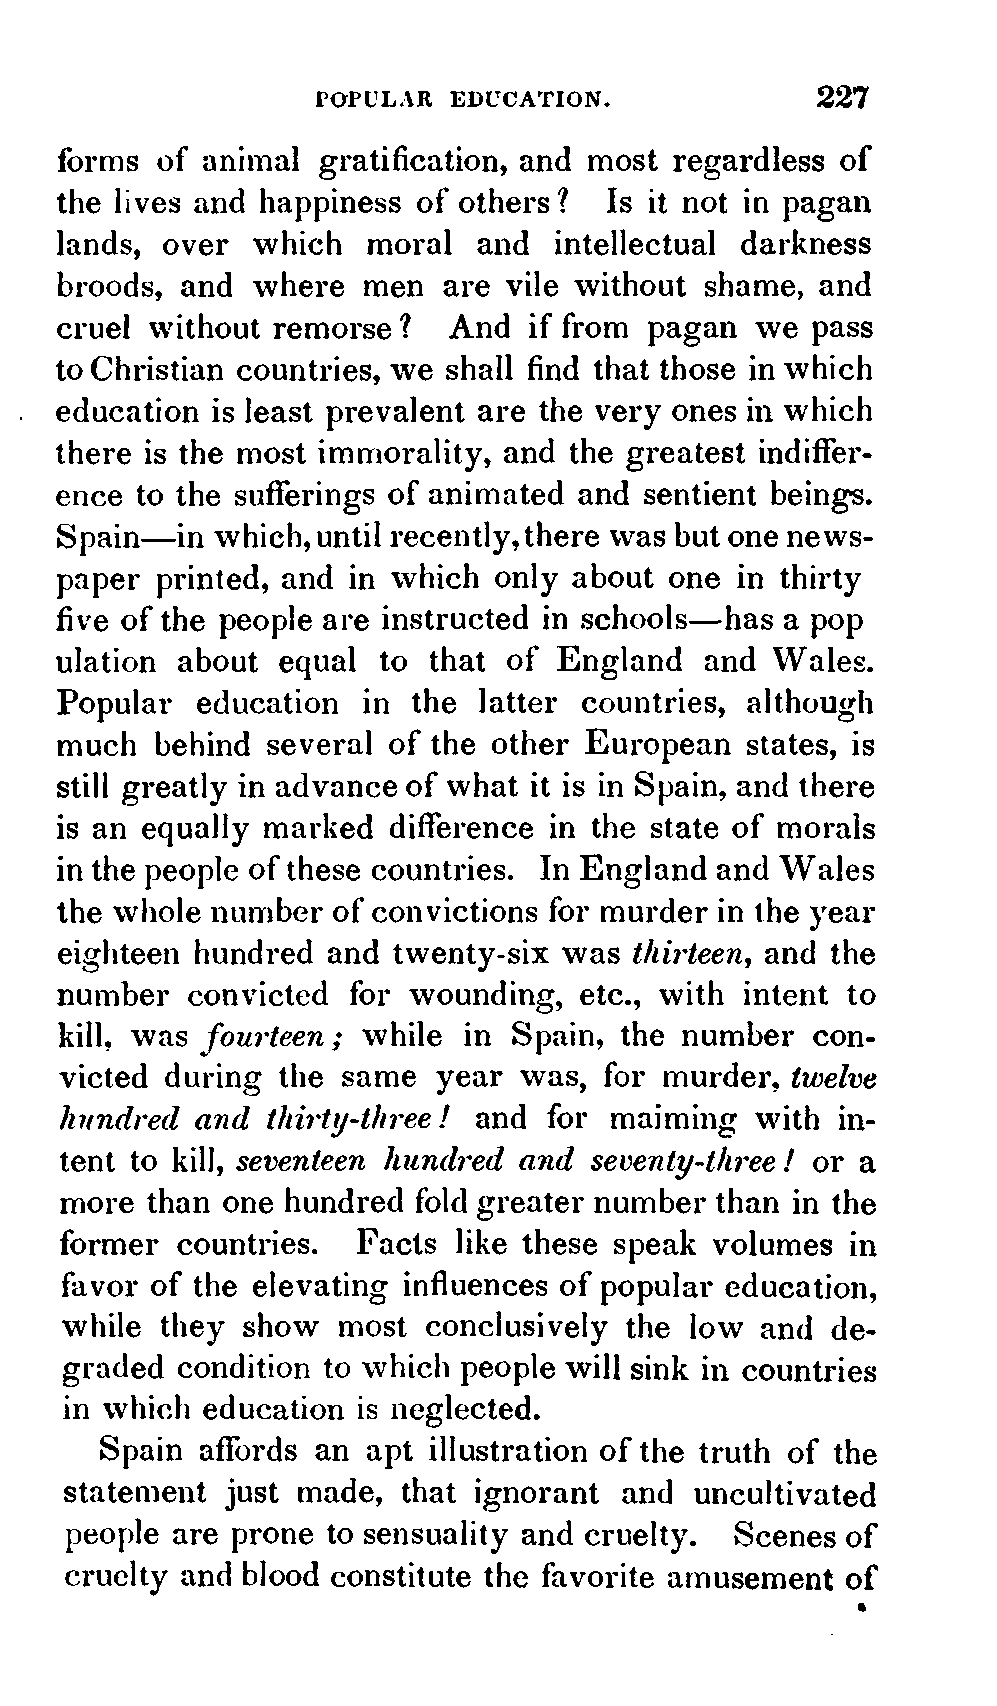 POPULAR EDUCATION. 227
forms of animal gratification, and most regardless of
the lives and happiness of others? Is it not in pagan
lands, over which moral and intellectual darkness
broods, and where men are vile without shame, and
cruel without remorse? And if from pagan we pass
to Christian countries, we shall find that those in which
education is least prevalent are the very ones in which
there is the most immorality, and the greatest indiffer-
ence to the sufferings of animated and sentient beings.
Spain—in which, until recently, there was but one news-
paper printed, and in which only about one in thirty
five of the people are instructed in schools—has a pop
ulation about equal to that of England and Wales.
Popular education in the latter countries, although
much behind several of the other European states, is
still greatly in advance of what it is in Spain, and there
is an equally marked difference in the state of morals
in the people of these countries. In England and Wales
the whole number of convictions for murder in the year
eighteen hundred and twenty-six was thirteen, and the
number convicted for wounding, etc., with intent to
kill, was fourteen; while in Spain, the number con-
victed during the same year was, for murder, twelve
hundred and thirty-three! and for maiming with in-
tent to kill, seventeen hundred and seventy-three! or a
more than one hundred fold greater number than in the
former countries. Facts like these speak volumes in
favor of the elevating influences of popular education,
while they show most conclusively the low and de-
graded condition to which people will sink in countries
in which education is neglected.
Spain affords an apt illustration of the truth of the
statement just made, that ignorant and uncultivated
people are prone to sensuality and cruelty. Scenes of
cruelty and blood constitute the favorite amusement of